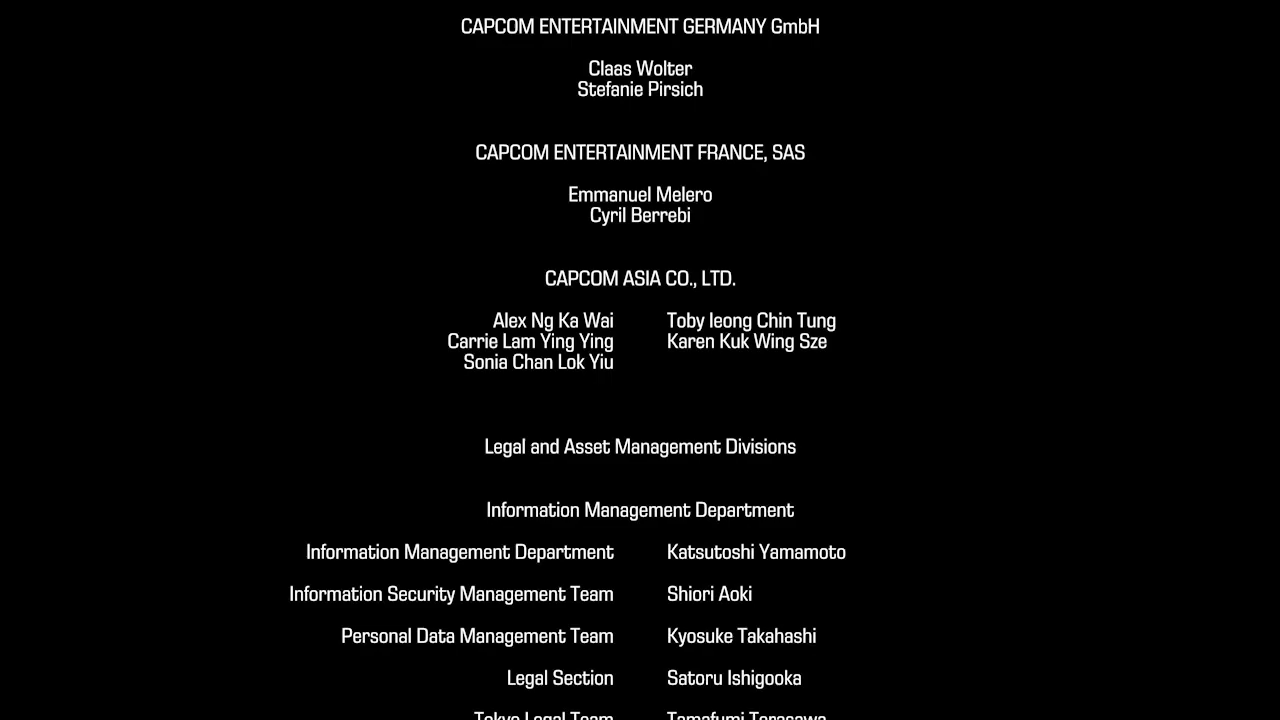 CAPCOM ENTERTAINMENT GERMANY GmbH
Claas Wolter
Stefanie Pirsich
CAPCOM ENTERTAINMENT FRANCE, SAS
Emmanuel Melero
Cyril Berrebi
CAPCOM ASIA CO., LTD.
Alex Ng Ka Wai Toby Ieong Chin Tung
Carrie Lam Ying Ying Karen Kuk Wing Sze
Sonia Chan Lok Yiu
Legal and Asset Management Divisions
Information Management Department
Information Management Department Katsutoshi Yamamoto
Information Security Management Team Shiori Aoki
Personal Data Management Team Kyosuke Takahashi
Legal Section Satoru Ishigooka
Tokyo Legal Team